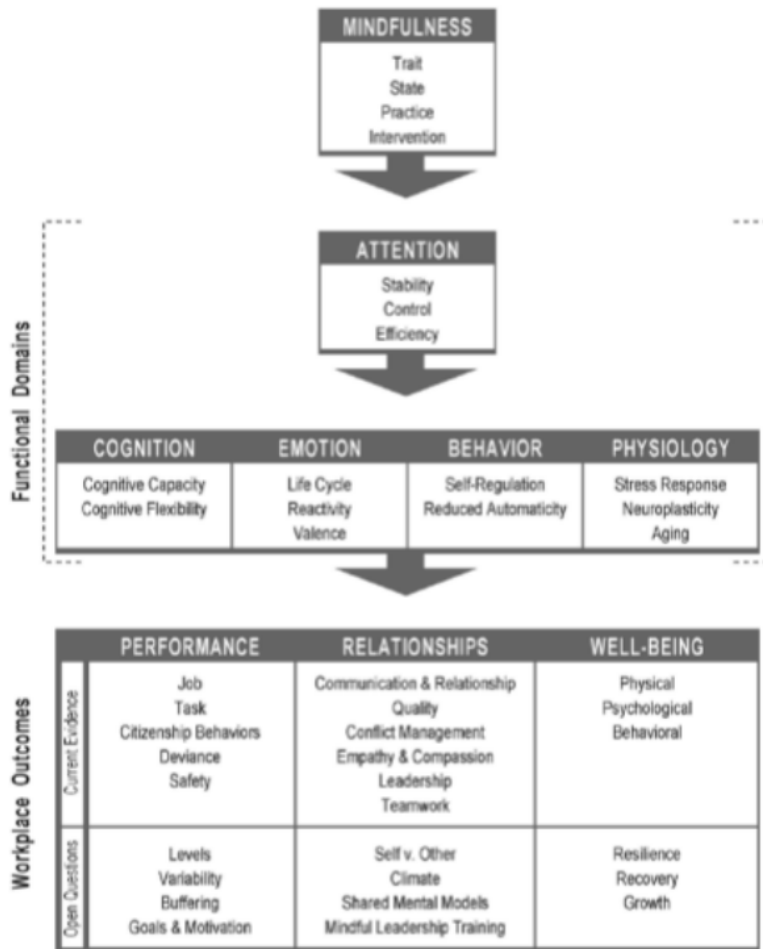 MINDFULNESS
Trait
State
Practice
Intervention
Functional Domains
ATTENTION
Stability
Control
Efficiency
COGNITION
Cognitive Capacity
Cognitive Flexibility
EMOTION
Life Cycle
Reactivity
Valence
BEHAVIOR
Self-Regulation
Reduced Automaticity
PHYSIOLOGY
Stress Response
Neuroplasticity
Aging
Workplace Outcomes
PERFORMANCE
RELATIONSHIPS
WELL-BEING
Current Evidence
Job
Task
Citizenship Behaviors
Deviance
Safety
Communication & Relationship
Quality
Conflict Management
Empathy & Compassion
Leadership
Teamwork
Physical
Psychological
Behavioral
Open Questions
Levels
Variability
Buffering
Goals & Motivation
Self v. Other
Climate
Shared Mental Models
Mindful Leadership Training
Resilience
Recovery
Growth